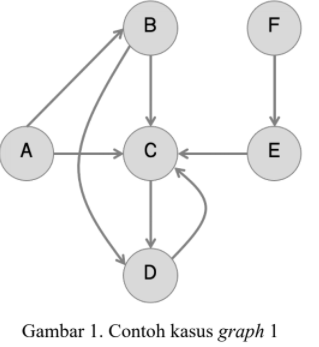 B F
A C E
D
Gambar 1. Contoh kasus graph 1